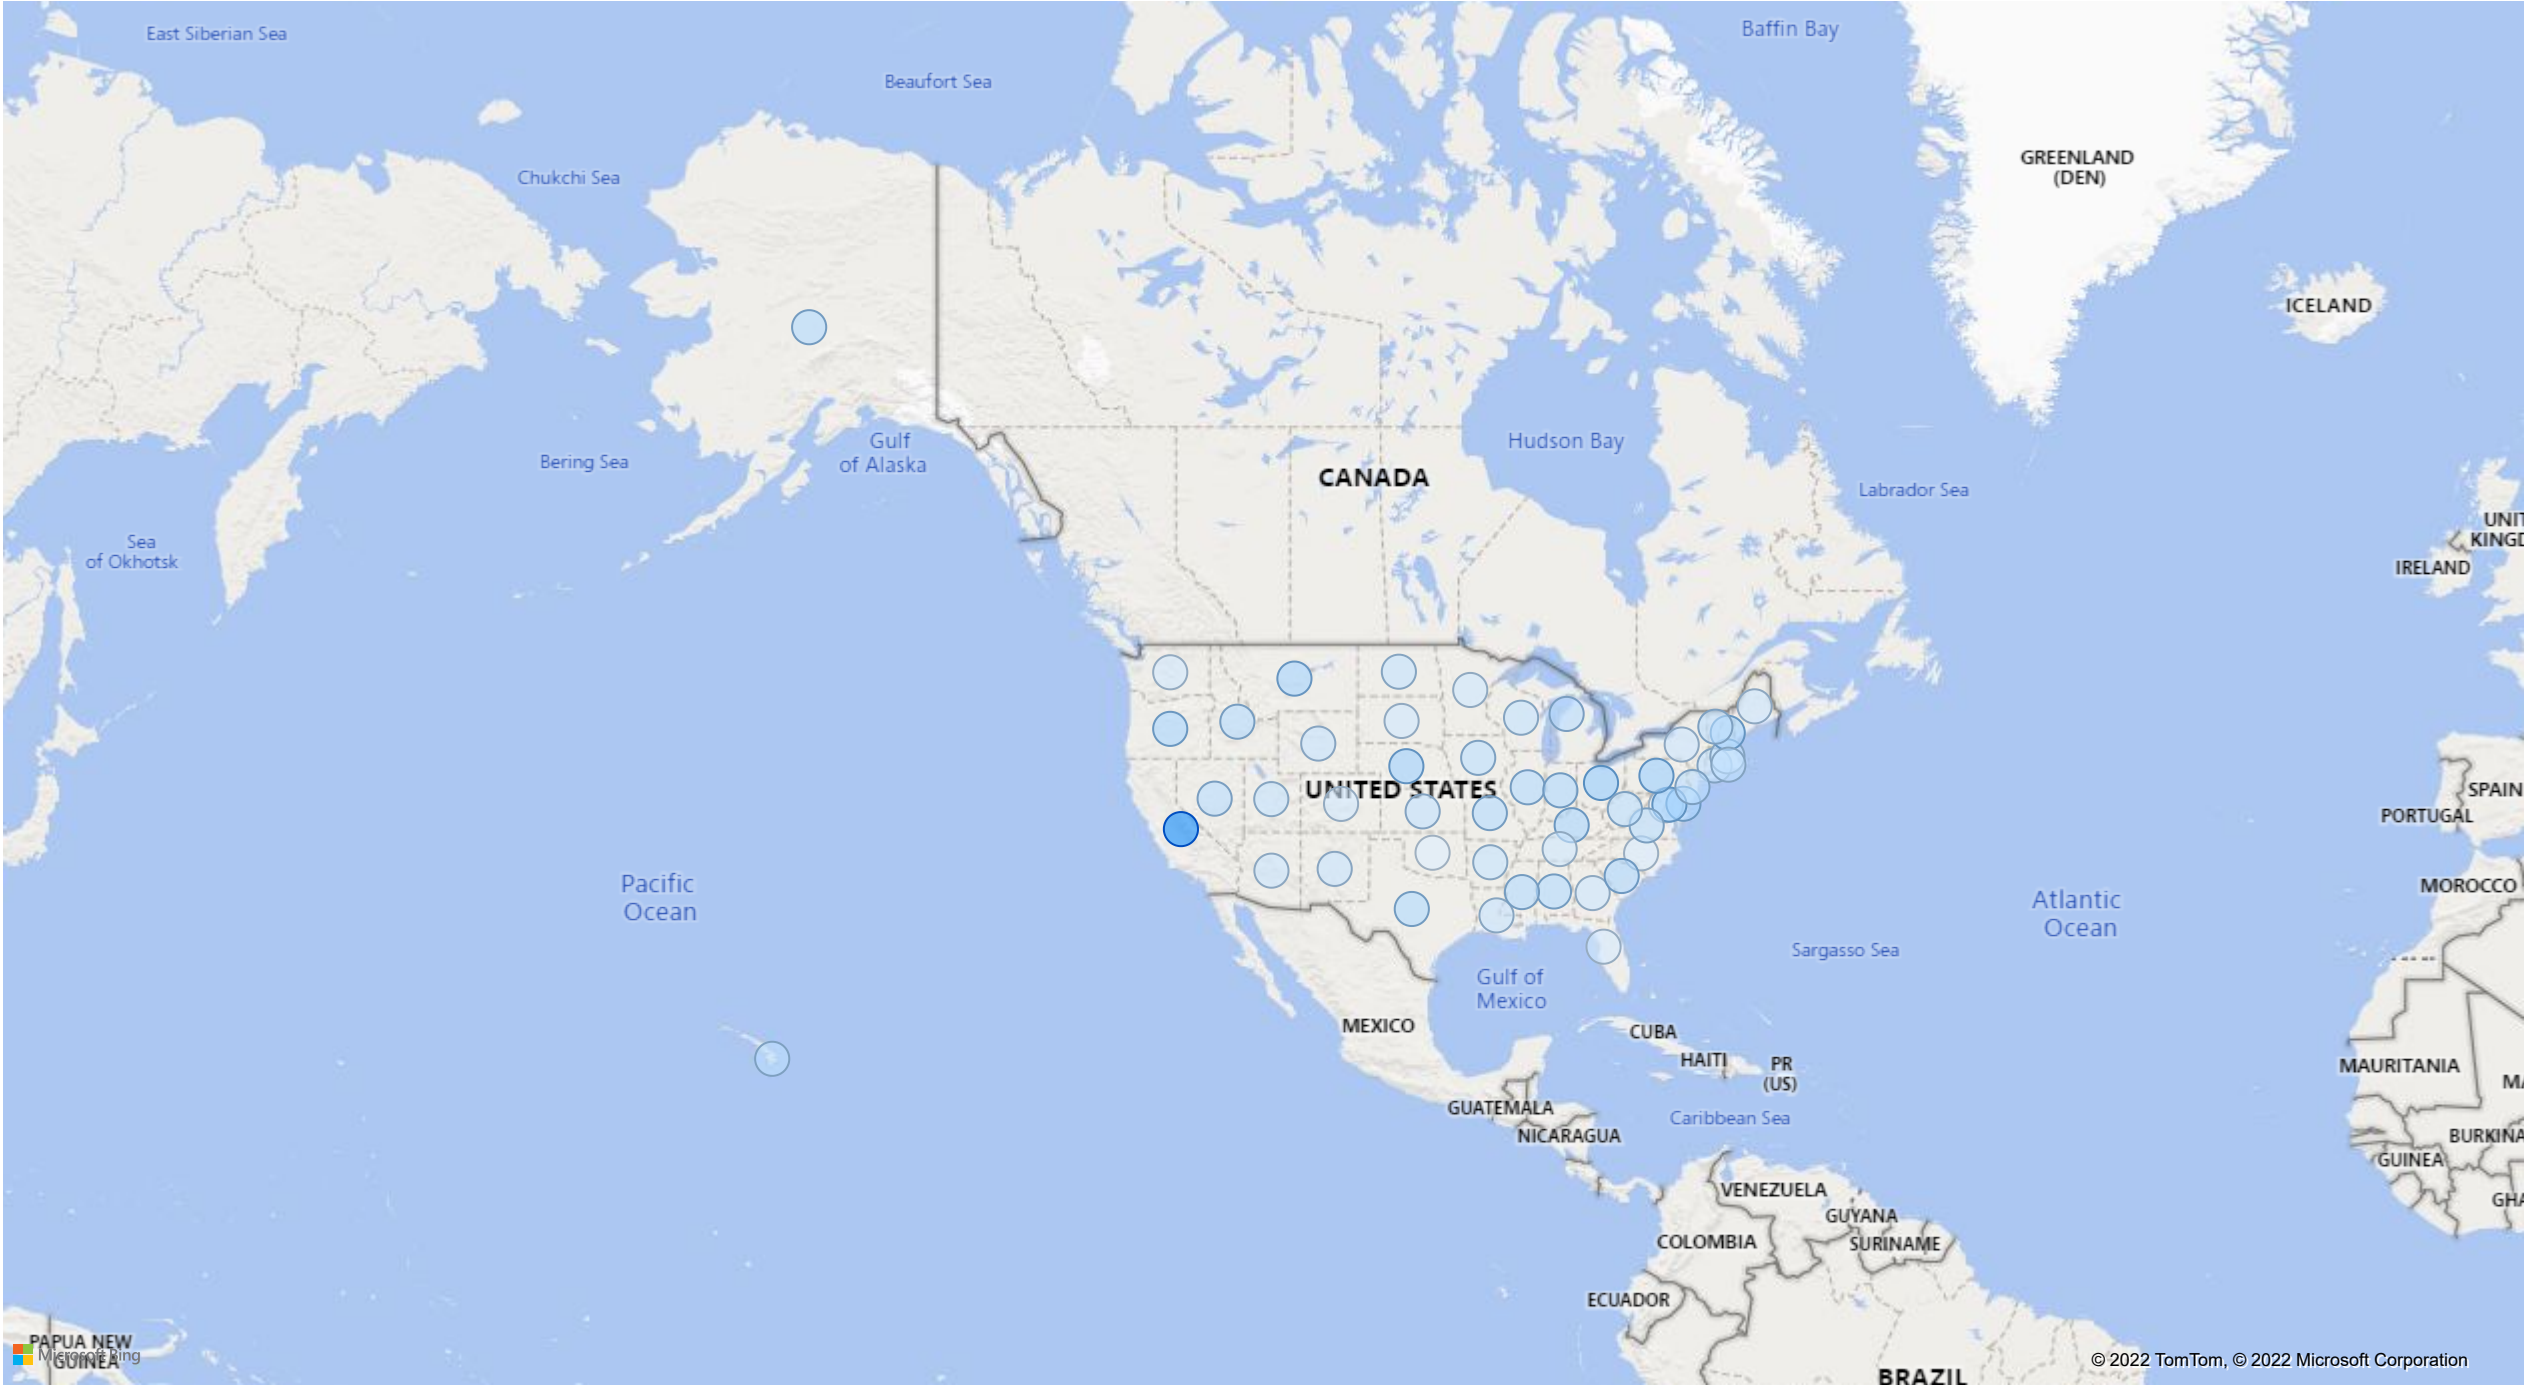 East Siberian Sea
Baffin Bay
Beaufort Sea
GREENLAND
(DEN)
Chukchi Sea
ICELAND
Gulf
of Alaska
Hudson Bay
Bering Sea
CANADA
Labrador Sea
UNIT
KINGD
Sea
of Okhotsk
IRELAND
UNITED STATES
SPAIN
PORTUGAL
Pacific
Ocean
MOROCCO
Atlantic
Ocean
Sargasso Sea
Gulf of
Mexico
MEXICO
CUBA
HAITI
PR
(US)
MAURITANIA
MA
GUATEMALA
Caribbean Sea
NICARAGUA
BURKINA
GUINEA
VENEZUELA
GHA
GUYANA
COLOMBIA
SURINAME
ECUADOR
PAPUA NEW
GUINEA
Microsoft Bing
© 2022 TomTom, © 2022 Microsoft Corporation
BRAZIL